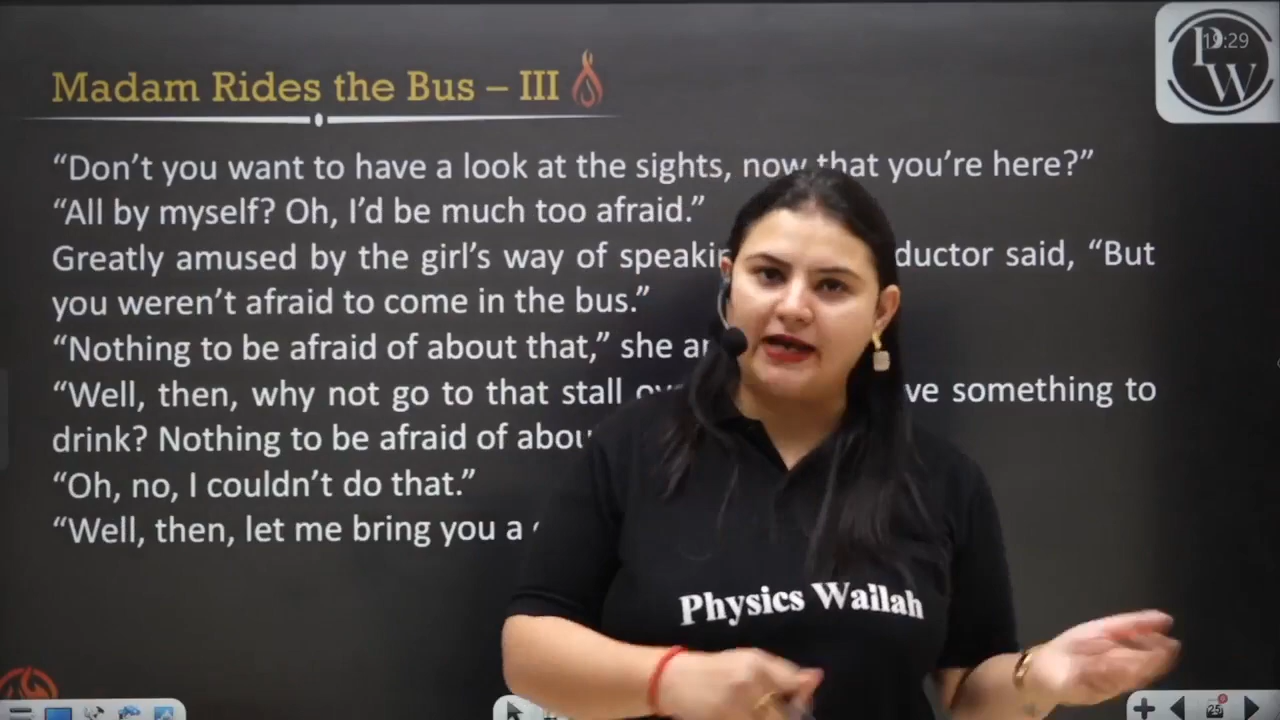 Madam Rides the Bus – III
19:29
PW
“Don’t you want to have a look at the sights, now that you’re here?”
“All by myself? Oh, I’d be much too afraid.”
Greatly amused by the girl’s way of said, “But
you weren’t afraid to come in the bus.”
“Nothing to be afraid of about that,” she
“Well, then, why not go to that stall something to
drink? Nothing to be afraid of
“Oh, no, I couldn’t do that.”
“Well, then, let me bring you a
Physics Wallah
25